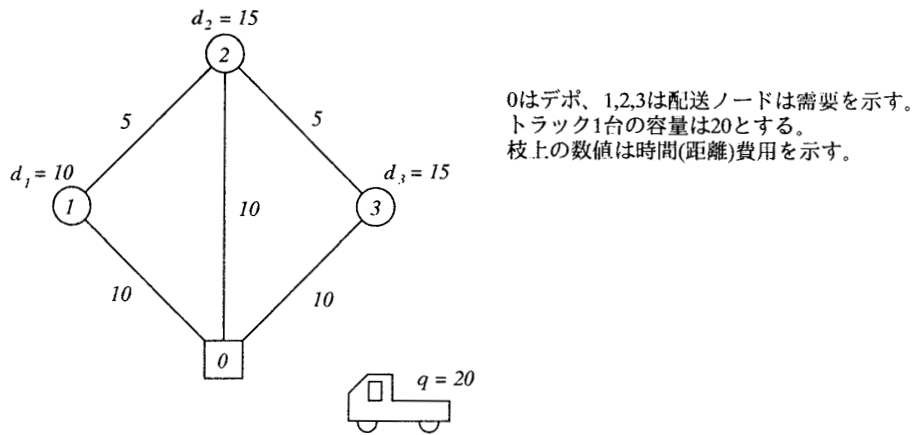 d₂ = 15
2
5
5
d₁ = 10
d₃ = 15
1
10
3
10
10
0
q = 20
0はデポ、1,2,3は配送ノードは需要を示す。
トラック1台の容量は20とする。
枝上の数値は時間(距離)費用を示す。